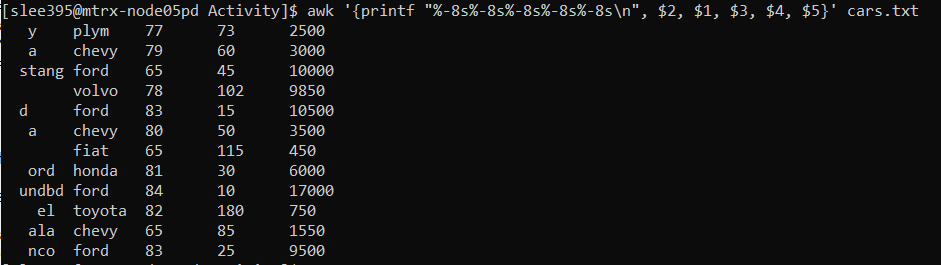 [slee395@mtrx-node05pd Activity]$ awk '{printf "%-8s%-8s%-8s%-8s%-8s\n", $2, $1, $3, $4, $5}' cars.txt
y plym 77 73 2500
a chevy 79 60 3000
stang ford 65 45 10000
volvo 78 102 9850
d ford 83 15 10500
a chevy 80 50 3500
fiat 65 115 450
ord honda 81 30 6000
undbd ford 84 10 17000
el toyota 82 180 750
ala chevy 65 85 1550
nco ford 83 25 9500